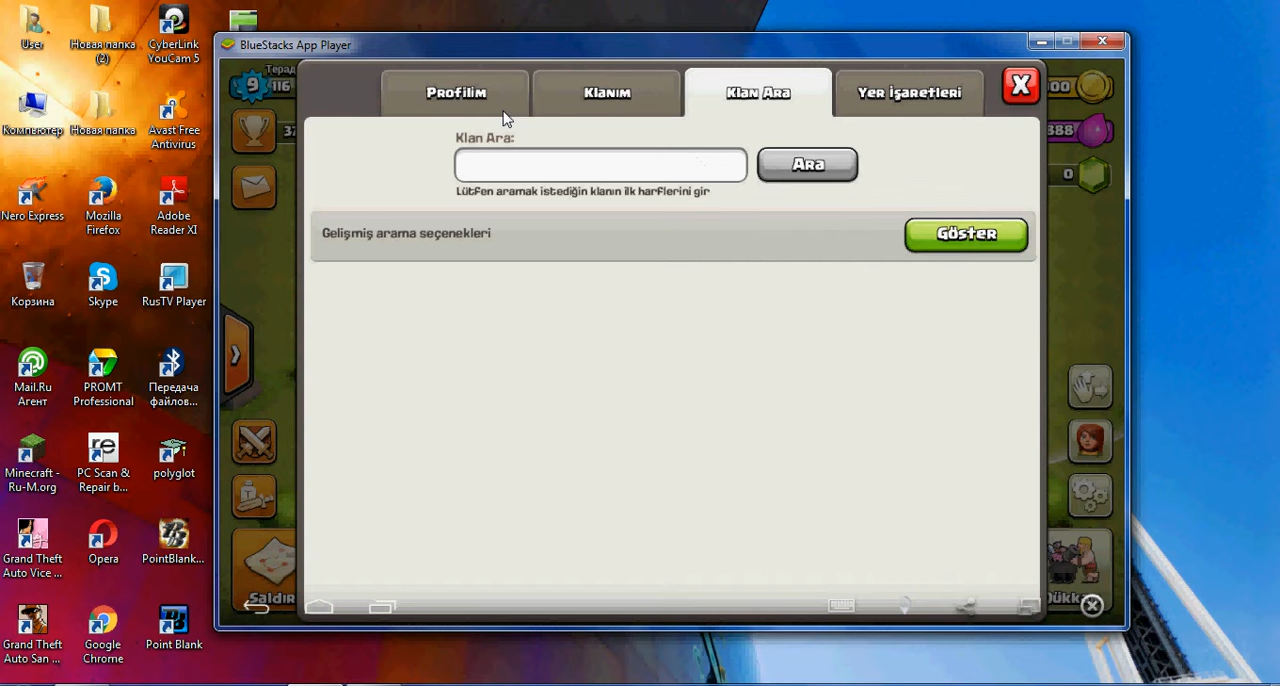 User
Новая папка (2)
CyberLink YouCam 5
Компьютер
Новая папка
Avast Free Antivirus
Nero Express
Mozilla Firefox
Adobe Reader XI
Корзина
Skype
RusTV Player
Mail.Ru Агент
PROMT Professional
Передача файлов...
Minecraft - Ru-M.org
PC Scan & Repair b...
polyglot
Grand Theft Auto Vice ...
Opera
PointBlank...
Grand Theft Auto San ...
Google Chrome
Point Blank
BlueStacks App Player
9
116
Profilim
Klanım
Klan Ara
Yer İşaretleri
X
Klan Ara:
Ara
Lütfen aramak istediğin klanın ilk harflerini gir
Gelişmiş arama seçenekleri
Göster
0
Saldır